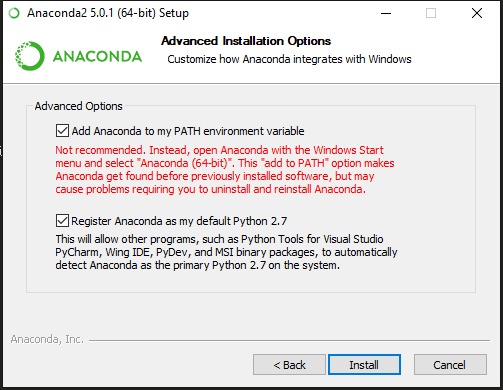 Anaconda2 5.0.1 (64-bit) Setup
ANACONDA
Advanced Installation Options
Customize how Anaconda integrates with Windows
Advanced Options
Add Anaconda to my PATH environment variable
Not recommended. Instead, open Anaconda with the Windows Start
menu and select "Anaconda (64-bit)". This "add to PATH" option makes
Anaconda get found before previously installed software, but may
cause problems requiring you to uninstall and reinstall Anaconda.
Register Anaconda as my default Python 2.7
This will allow other programs, such as Python Tools for Visual Studio
PyCharm, Wing IDE, PyDev, and MSI binary packages, to automatically
detect Anaconda as the primary Python 2.7 on the system.
Anaconda, Inc.
< Back
Install
Cancel